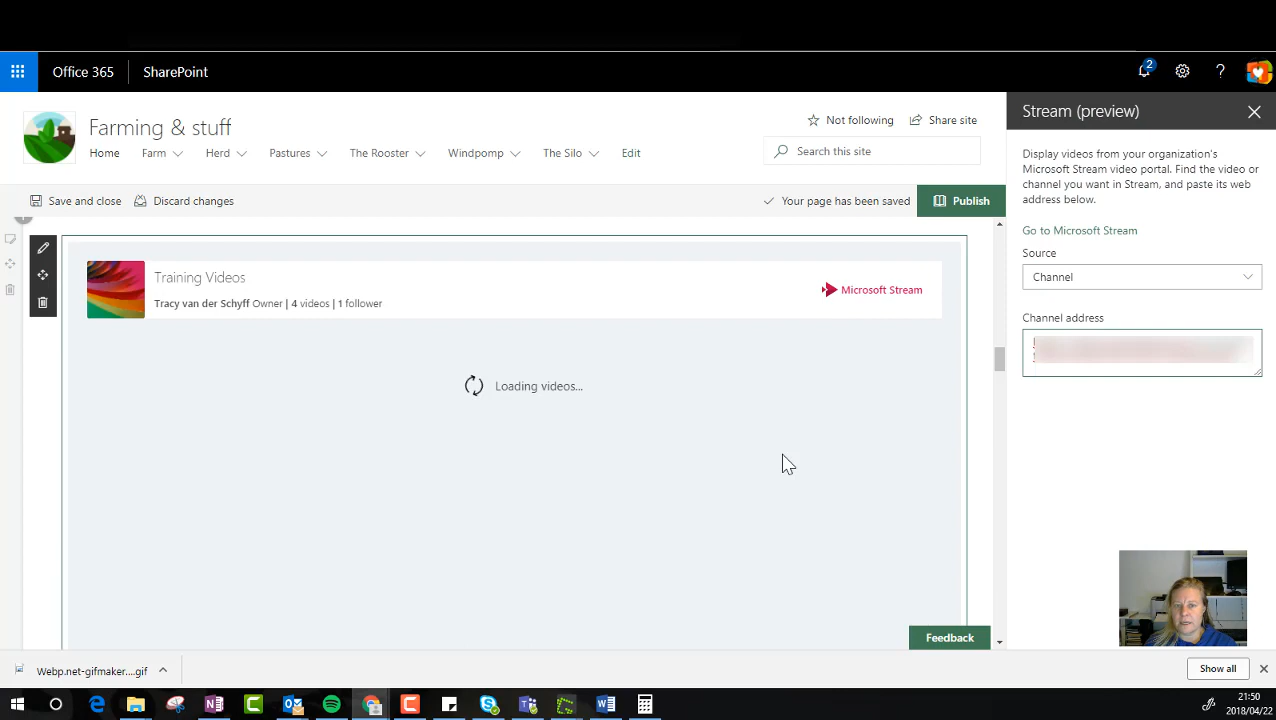 Office 365
SharePoint
2
Farming & stuff
Not following
Share site
Home
Farm
Herd
Pastures
The Rooster
Windpomp
The Silo
Edit
Search this site
Save and close
Discard changes
Your page has been saved
Publish
Training Videos
Tracy van der Schyff Owner | 4 videos | 1 follower
Microsoft Stream
Loading videos...
Feedback
Stream (preview)
Display videos from your organization's
Microsoft Stream video portal. Find the video or
channel you want in Stream, and paste its web
address below.
Go to Microsoft Stream
Source
Channel
Channel address
Webp.net-gifmaker....gif
Show all
21:50
2018/04/22